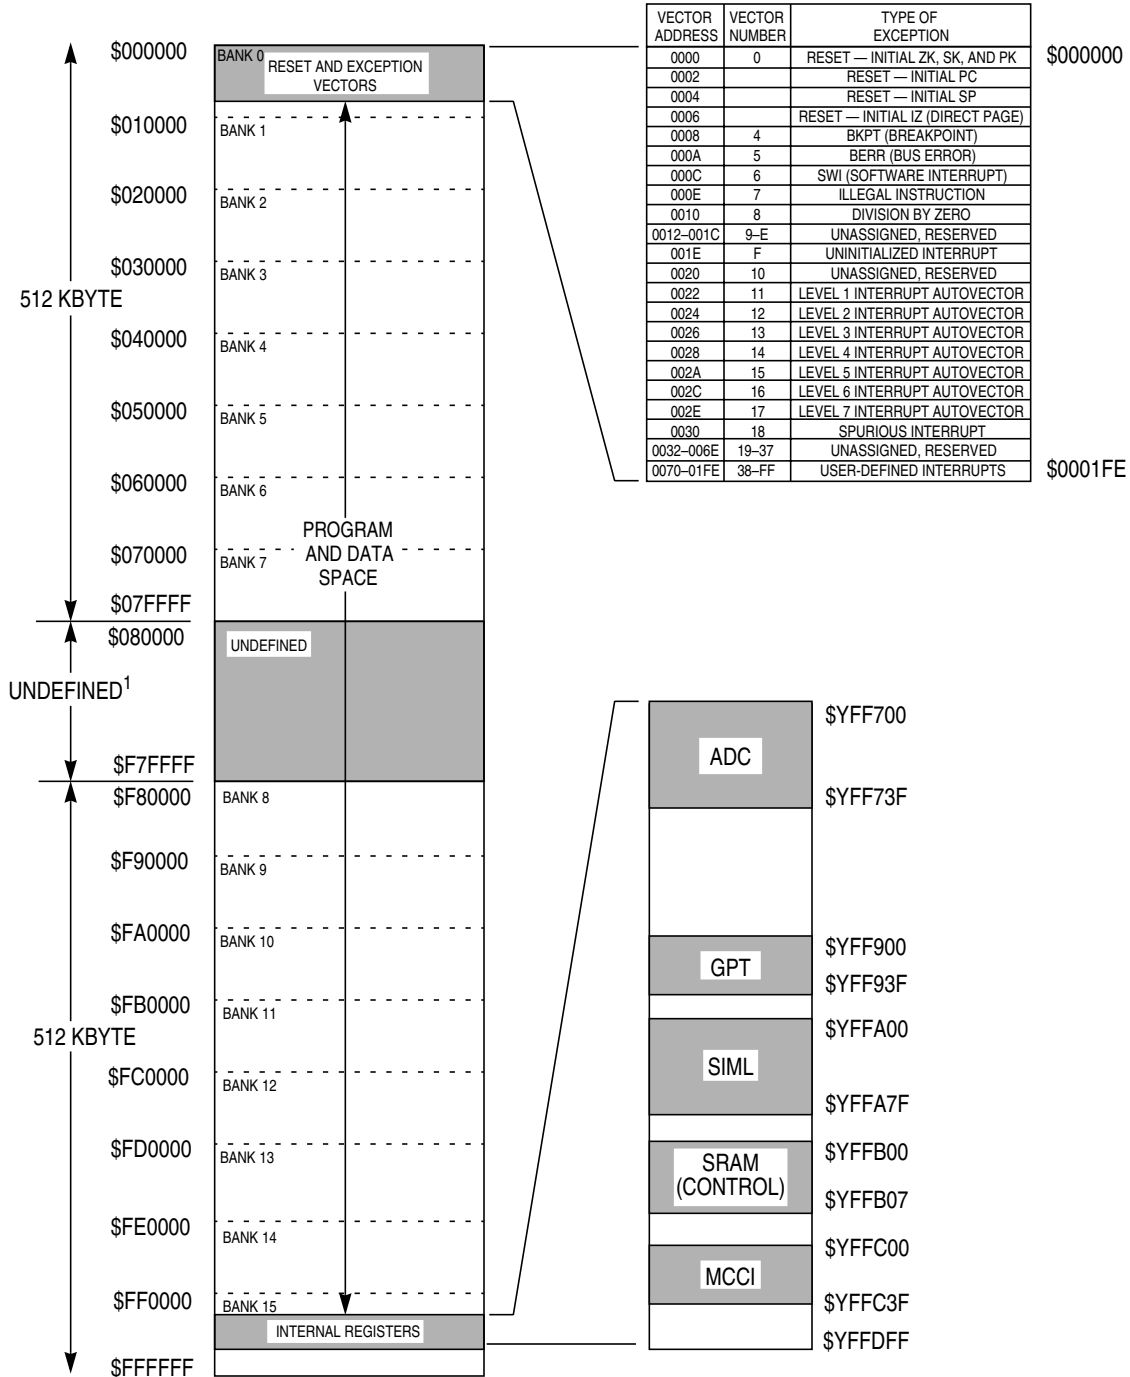 VECTOR ADDRESS VECTOR NUMBER TYPE OF EXCEPTION
0000 0 RESET — INITIAL ZK, SK, AND PK
0002 RESET — INITIAL PC
0004 RESET — INITIAL SP
0006 RESET — INITIAL IZ (DIRECT PAGE)
0008 4 BKPT (BREAKPOINT)
000A 5 BERR (BUS ERROR)
000C 6 SWI (SOFTWARE INTERRUPT)
000E 7 ILLEGAL INSTRUCTION
0010 8 DIVISION BY ZERO
0012–001C 9–E UNASSIGNED, RESERVED
001E F UNINITIALIZED INTERRUPT
0020 10 UNASSIGNED, RESERVED
0022 11 LEVEL 1 INTERRUPT AUTOVECTOR
0024 12 LEVEL 2 INTERRUPT AUTOVECTOR
0026 13 LEVEL 3 INTERRUPT AUTOVECTOR
0028 14 LEVEL 4 INTERRUPT AUTOVECTOR
002A 15 LEVEL 5 INTERRUPT AUTOVECTOR
002C 16 LEVEL 6 INTERRUPT AUTOVECTOR
002E 17 LEVEL 7 INTERRUPT AUTOVECTOR
0030 18 SPURIOUS INTERRUPT
0032–006E 19–37 UNASSIGNED, RESERVED
0070–01FE 38–FF USER-DEFINED INTERRUPTS
$000000
$0001FE
$000000
BANK 0
RESET AND EXCEPTION
VECTORS
$010000
BANK 1
$020000
BANK 2
$030000
BANK 3
512 KBYTE
$040000
BANK 4
$050000
BANK 5
$060000
BANK 6
PROGRAM
AND DATA
SPACE
$070000
BANK 7
$07FFFF
$080000
UNDEFINED
UNDEFINED1
$F7FFFF
$F80000
BANK 8
$F90000
BANK 9
$FA0000
BANK 10
$FB0000
BANK 11
512 KBYTE
$FC0000
BANK 12
$FD0000
BANK 13
$FE0000
BANK 14
$FF0000
BANK 15
INTERNAL REGISTERS
$FFFFFF
$YFF700
ADC
$YFF73F
$YFF900
GPT
$YFF93F
$YFFA00
SIML
$YFFA7F
$YFFB00
SRAM
(CONTROL)
$YFFB07
$YFFC00
MCCI
$YFFC3F
$YFFDFF